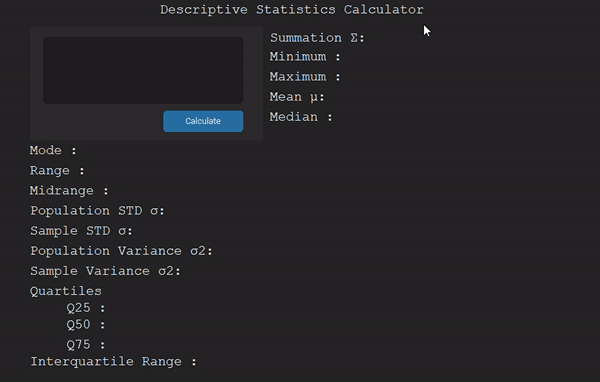 Descriptive Statistics Calculator
Summation Σ:
Minimum :
Maximum :
Mean μ:
Median :
Calculate
Mode :
Range :
Midrange :
Population STD σ:
Sample STD σ:
Population Variance σ2:
Sample Variance σ2:
Quartiles
Q25 :
Q50 :
Q75 :
Interquartile Range :